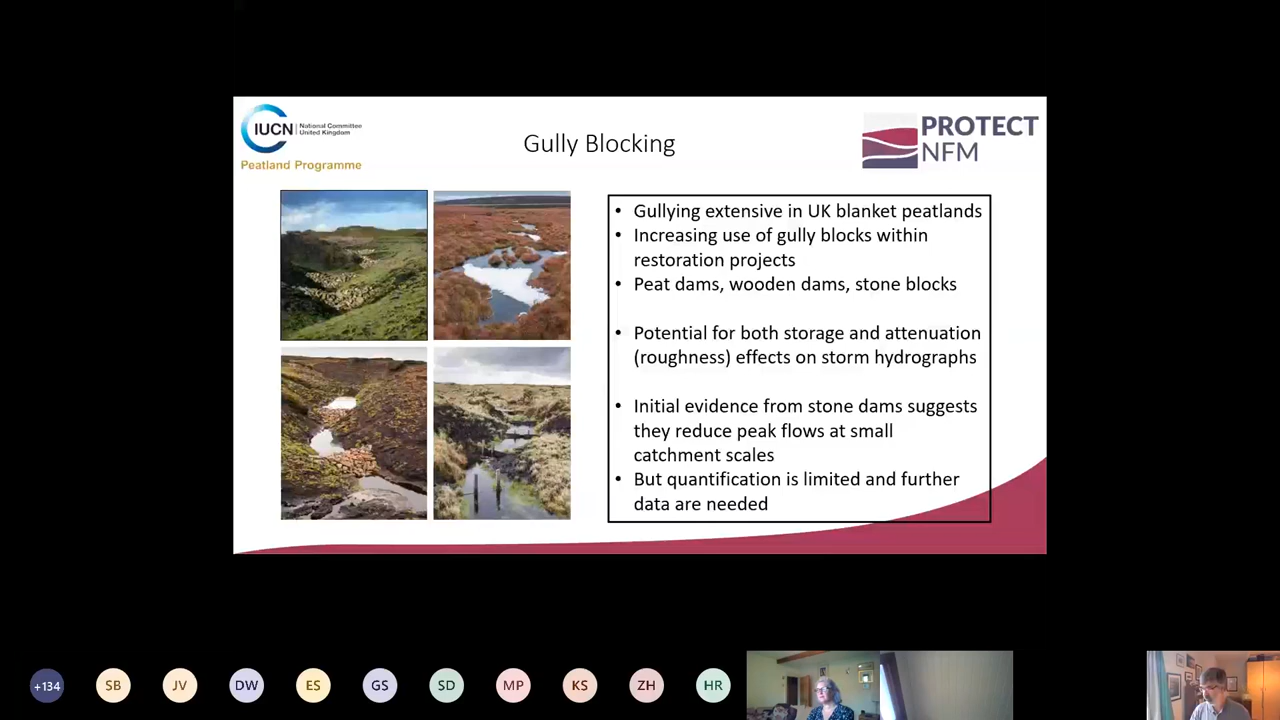 IUCN
National Committee
United Kingdom
Peatland Programme
Gully Blocking
PROTECT
NFM
• Gullying extensive in UK blanket peatlands
• Increasing use of gully blocks within
restoration projects
• Peat dams, wooden dams, stone blocks
• Potential for both storage and attenuation
(roughness) effects on storm hydrographs
• Initial evidence from stone dams suggests
they reduce peak flows at small
catchment scales
• But quantification is limited and further
data are needed
+134 SB JV DW ES GS SD MP KS ZH HR